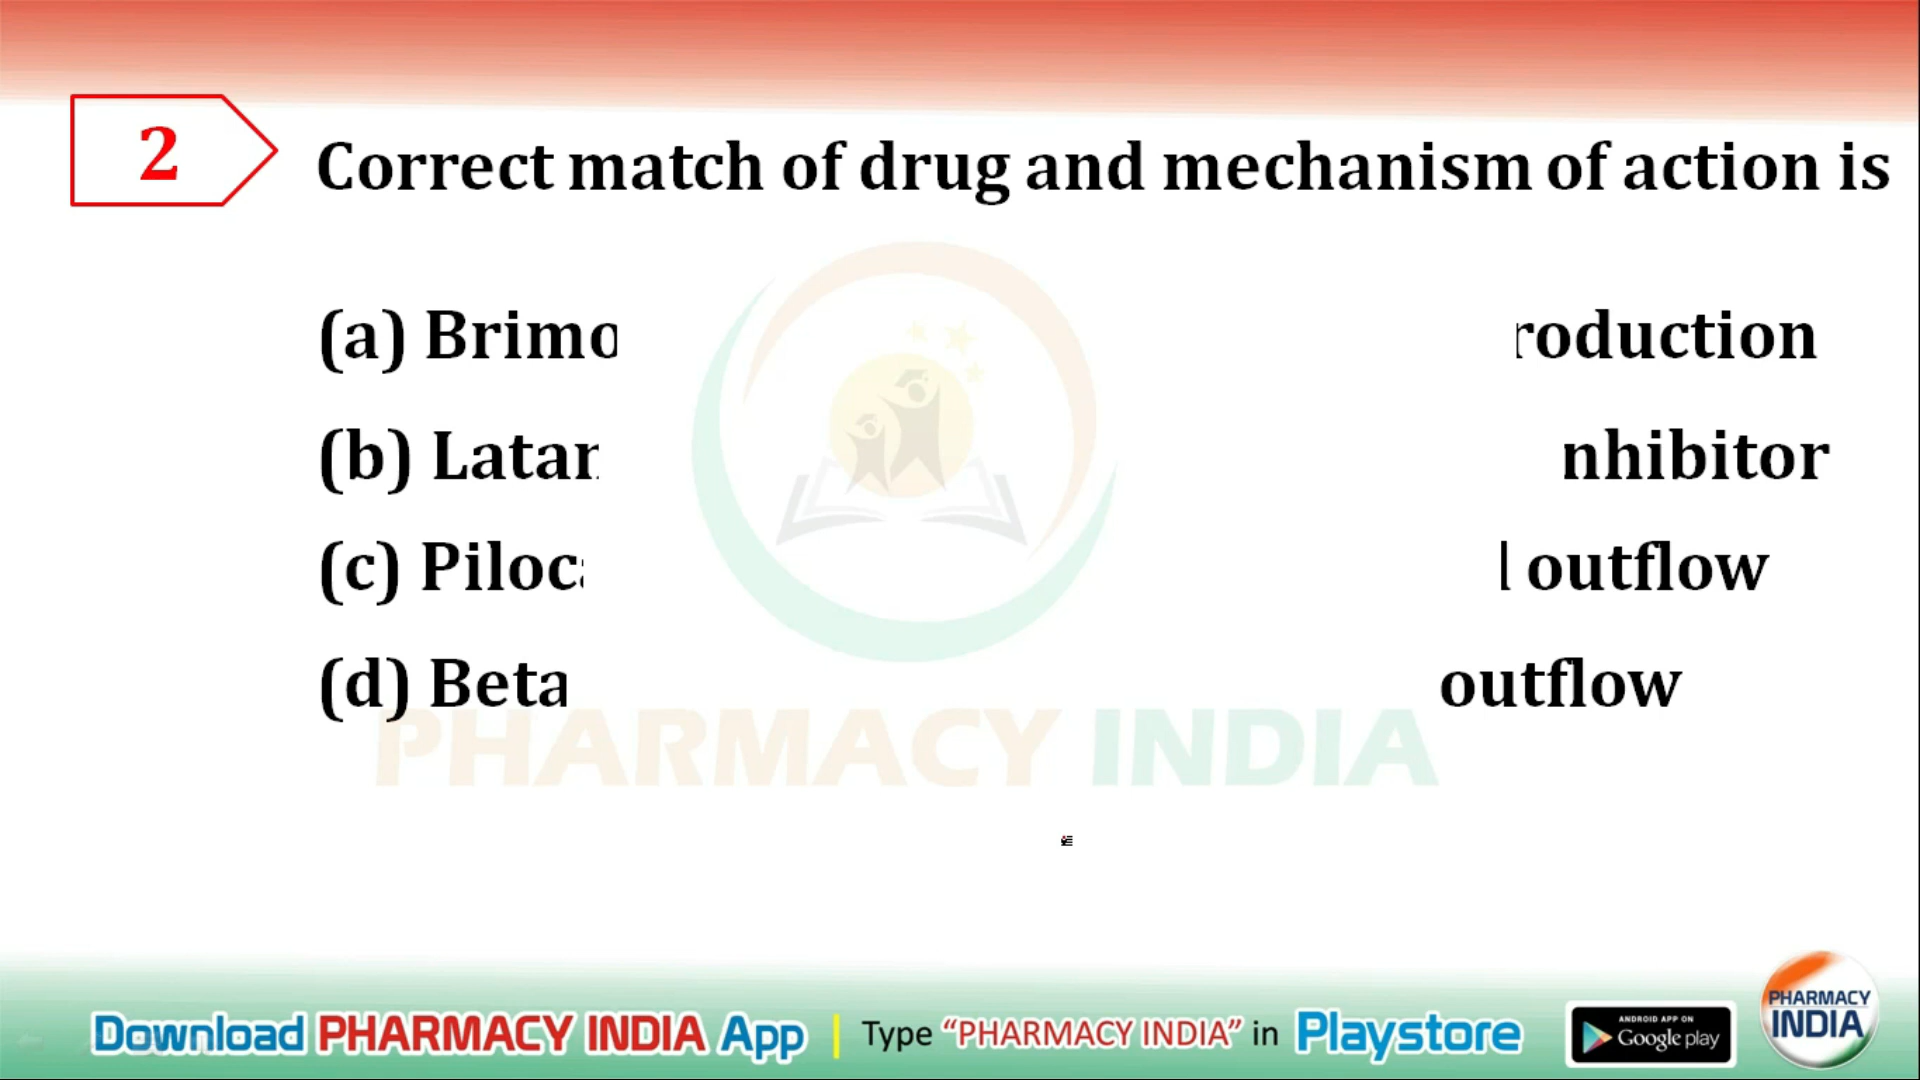 2
Correct match of drug and mechanism of action is
(a) Brimo roduction
(b) Latan nhibitor
(c) Piloc outflow
(d) Beta outflow
PHARMACY INDIA
Download PHARMACY INDIA App | Type “PHARMACY INDIA” in Playstore
ANDROID APP ON
Google play
PHARMACY
INDIA